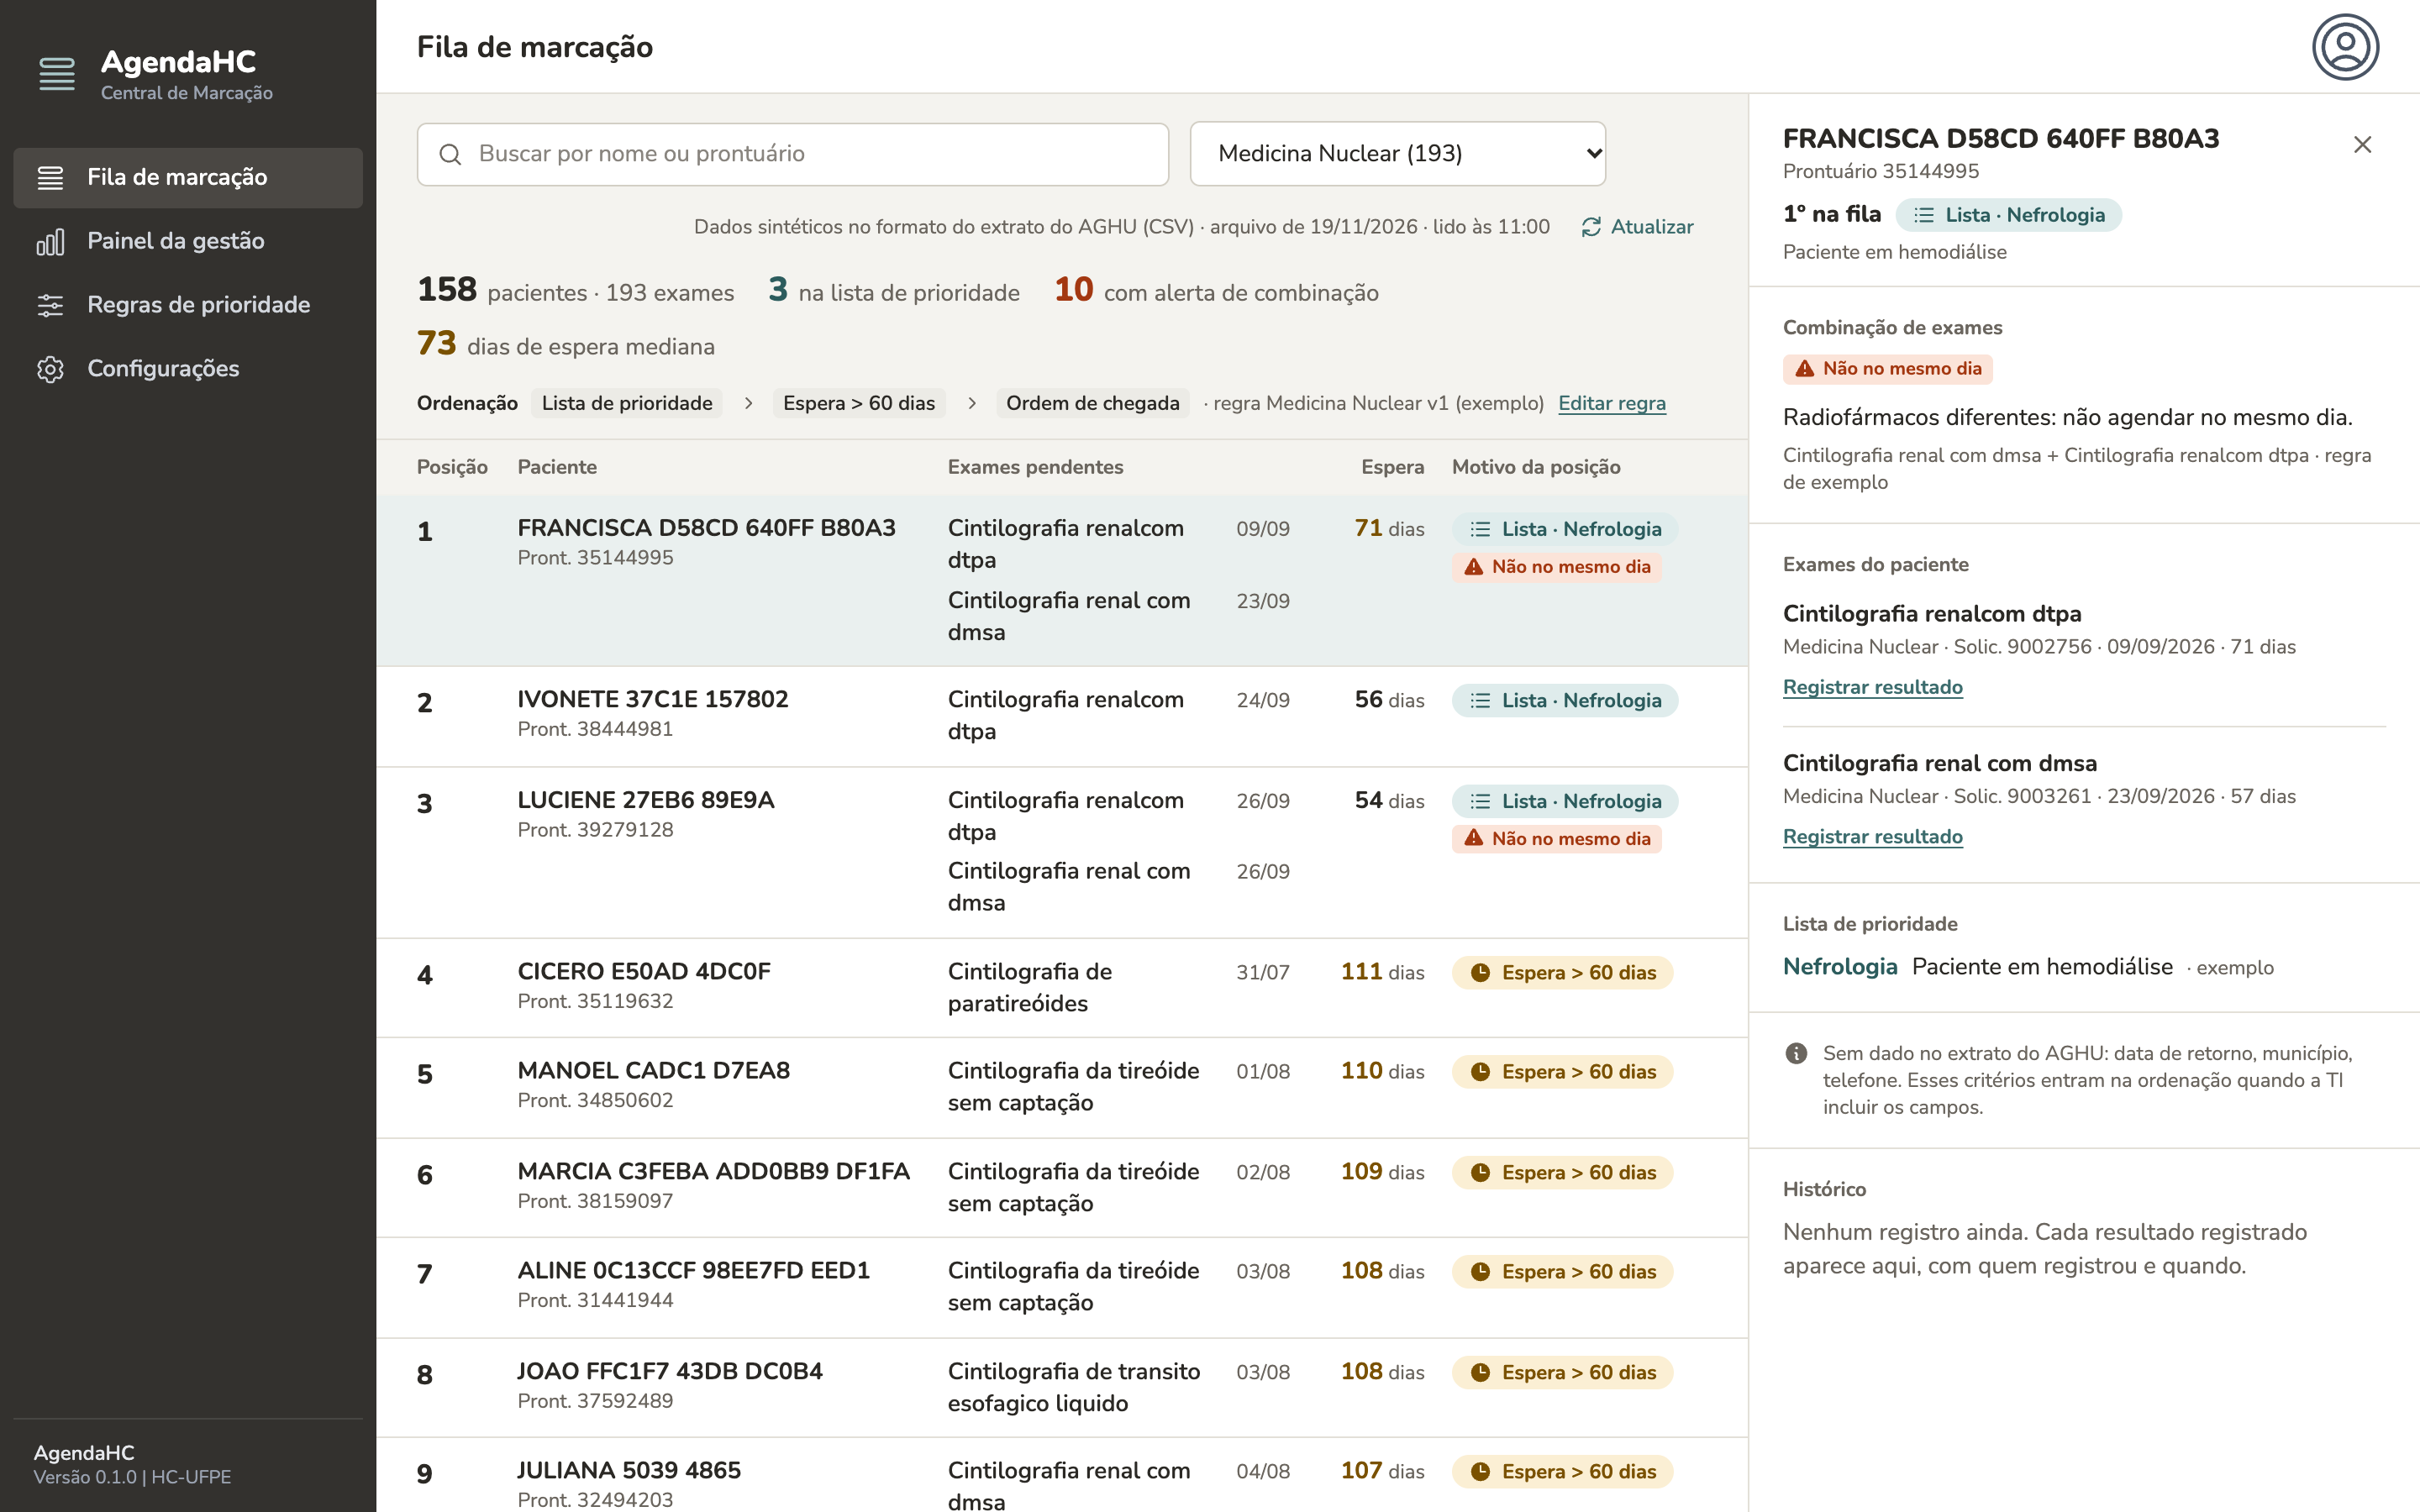 AgendaHC
Central de Marcação
Fila de marcação
Painel da gestão
Regras de prioridade
Configurações
AgendaHC
Versão 0.1.0 | HC-UFPE
Fila de marcação
Buscar por nome ou prontuário
Medicina Nuclear (193)
Dados sintéticos no formato do extrato do AGHU (CSV) · arquivo de 19/11/2026 · lido às 11:00 Atualizar
158 pacientes · 193 exames 3 na lista de prioridade 10 com alerta de combinação
73 dias de espera mediana
Ordenação Lista de prioridade > Espera > 60 dias > Ordem de chegada · regra Medicina Nuclear v1 (exemplo) Editar regra
Posição Paciente Exames pendentes Espera Motivo da posição
1 FRANCISCA D58CD 640FF B80A3 Cintilografia renalcom 09/09 71 dias Lista · Nefrologia
Pront. 35144995 dtpa Não no mesmo dia
Cintilografia renal com 23/09
dmsa
2 IVONETE 37C1E 157802 Cintilografia renalcom 24/09 56 dias Lista · Nefrologia
Pront. 38444981 dtpa
3 LUCIENE 27EB6 89E9A Cintilografia renalcom 26/09 54 dias Lista · Nefrologia
Pront. 39279128 dtpa Não no mesmo dia
Cintilografia renal com 26/09
dmsa
4 CICERO E50AD 4DC0F Cintilografia de 31/07 111 dias Espera > 60 dias
Pront. 35119632 paratireóides
5 MANOEL CADC1 D7EA8 Cintilografia da tireóide 01/08 110 dias Espera > 60 dias
Pront. 34850602 sem captação
6 MARCIA C3FEBA ADD0BB9 DF1FA Cintilografia da tireóide 02/08 109 dias Espera > 60 dias
Pront. 38159097 sem captação
7 ALINE 0C13CCF 98EE7FD EED1 Cintilografia da tireóide 03/08 108 dias Espera > 60 dias
Pront. 31441944 sem captação
8 JOAO FFC1F7 43DB DC0B4 Cintilografia de transito 03/08 108 dias Espera > 60 dias
Pront. 37592489 esofagico liquido
9 JULIANA 5039 4865 Cintilografia renal com 04/08 107 dias Espera > 60 dias
Pront. 32494203 dmsa
FRANCISCA D58CD 640FF B80A3
Prontuário 35144995
1º na fila Lista · Nefrologia
Paciente em hemodiálise
Combinação de exames
Não no mesmo dia
Radiofármacos diferentes: não agendar no mesmo dia.
Cintilografia renal com dmsa + Cintilografia renalcom dtpa · regra
de exemplo
Exames do paciente
Cintilografia renalcom dtpa
Medicina Nuclear · Solic. 9002756 · 09/09/2026 · 71 dias
Registrar resultado
Cintilografia renal com dmsa
Medicina Nuclear · Solic. 9003261 · 23/09/2026 · 57 dias
Registrar resultado
Lista de prioridade
Nefrologia Paciente em hemodiálise · exemplo
Sem dado no extrato do AGHU: data de retorno, município,
telefone. Esses critérios entram na ordenação quando a TI
incluir os campos.
Histórico
Nenhum registro ainda. Cada resultado registrado
aparece aqui, com quem registrou e quando.